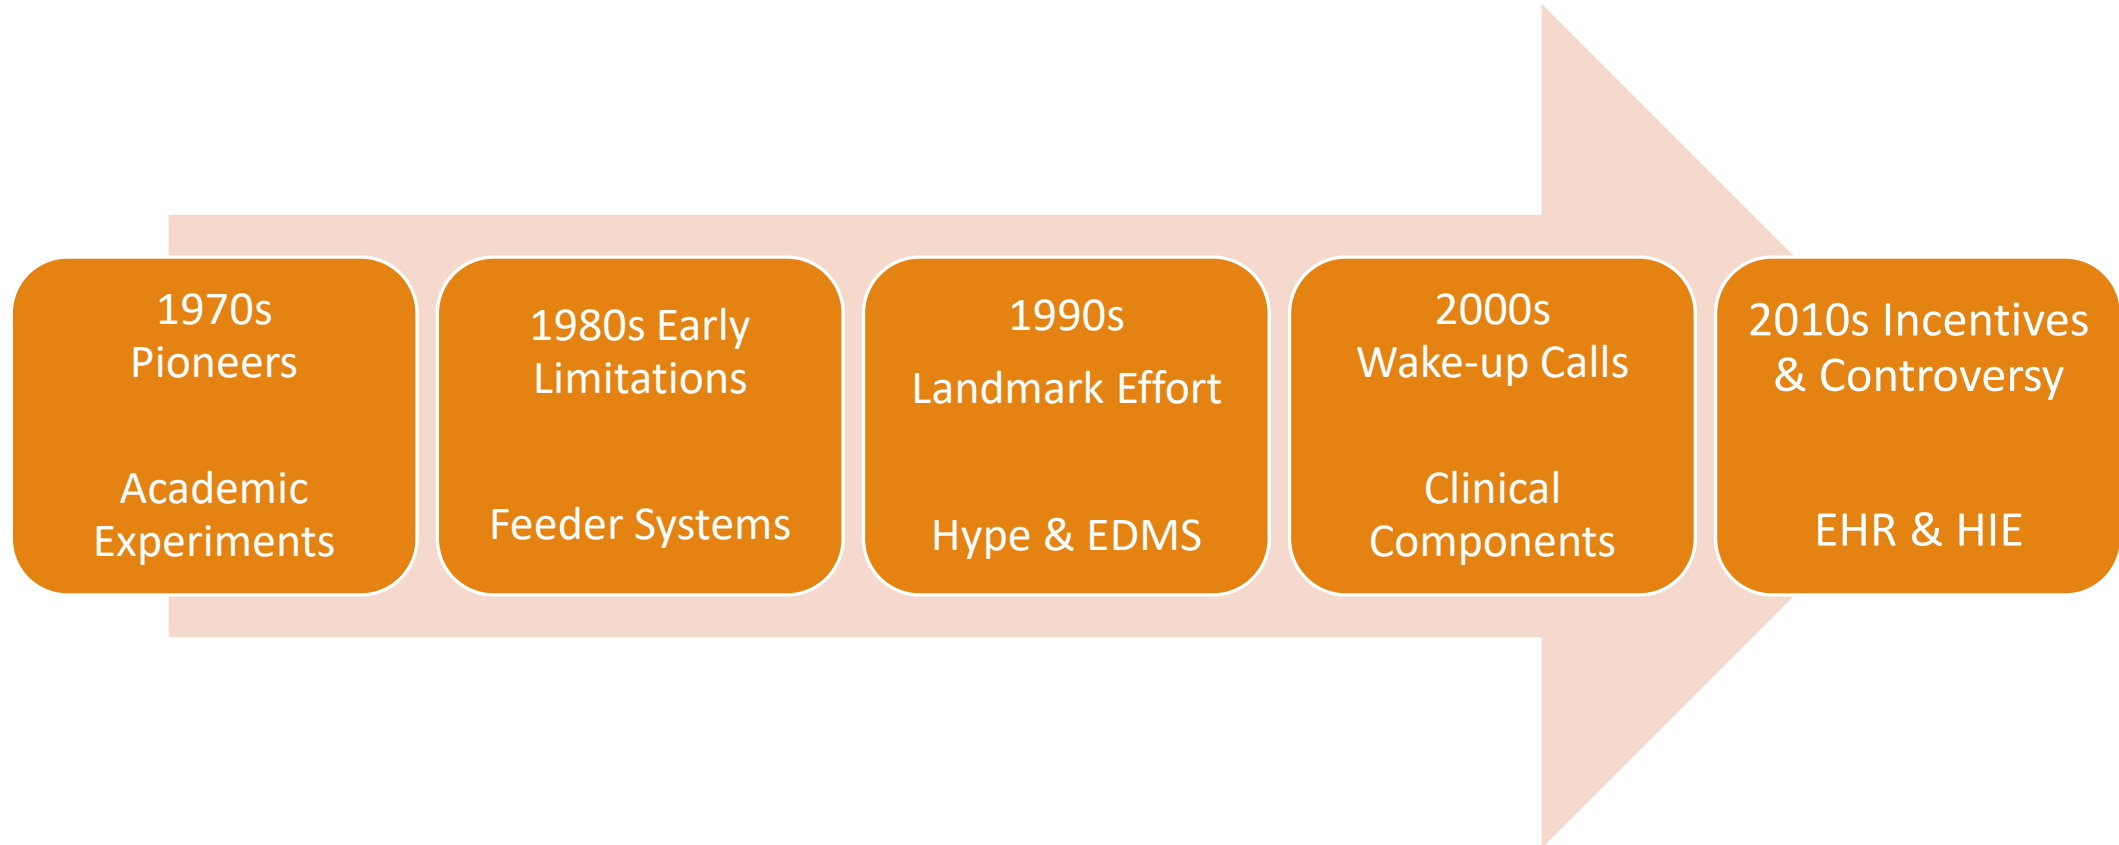 1970s
Pioneers
Academic
Experiments
1980s Early
Limitations
Feeder Systems
1990s
Landmark Effort
Hype & EDMS
2000s
Wake-up Calls
Clinical
Components
2010s Incentives
& Controversy
EHR & HIE